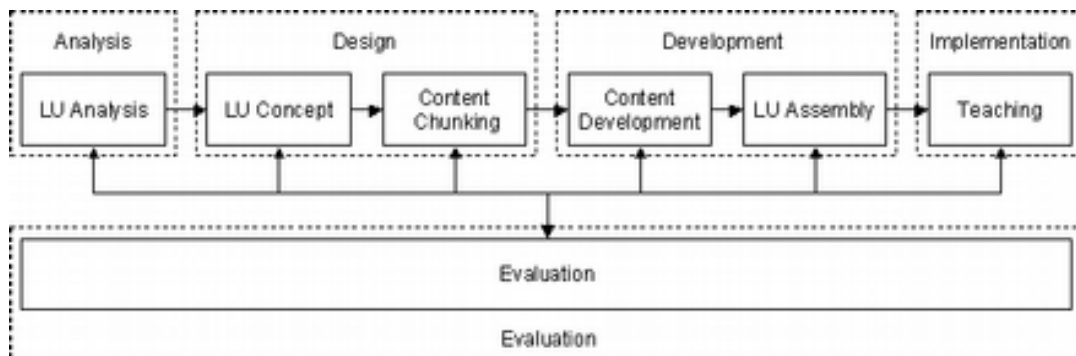 Analysis
Design
Development
Implementation
LU Analysis
LU Concept
Content
Chunking
Content
Development
LU Assembly
Teaching
Evaluation
Evaluation